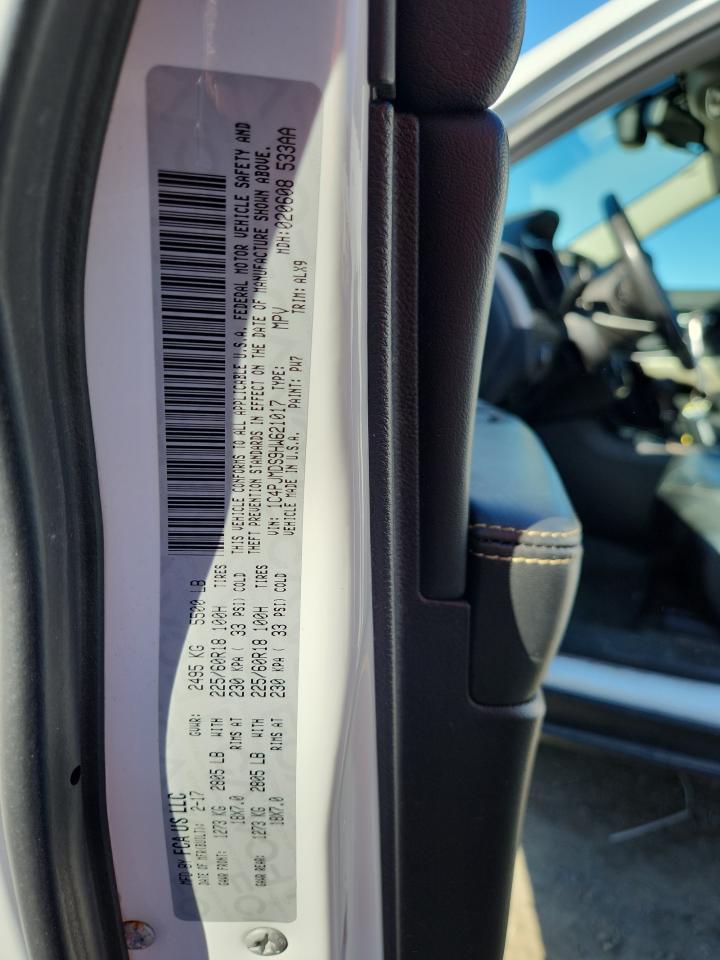 MFD BY FCA US LLC
DATE OF MFR(BUILT): 2-17 GVWR: 2495 KG 5500 LB
GAWR FRONT: 1273 KG 2805 LB WITH 225/60R18 100H TIRES
18X7.0 RIMS AT 230 KPA ( 33 PSI) COLD
GAWR REAR: 1273 KG 2805 LB WITH 225/60R18 100H TIRES
18X7.0 RIMS AT 230 KPA ( 33 PSI) COLD
THIS VEHICLE CONFORMS TO ALL APPLICABLE U.S.A. FEDERAL MOTOR VEHICLE SAFETY AND
THEFT PREVENTION STANDARDS IN EFFECT ON THE DATE OF MANUFACTURE SHOWN ABOVE.
VIN: 1C4PJMDS9HW621017 TYPE: MPV MDH:020608 533AA
VEHICLE MADE IN U.S.A. PAINT: PW7 TRIM: ALX9